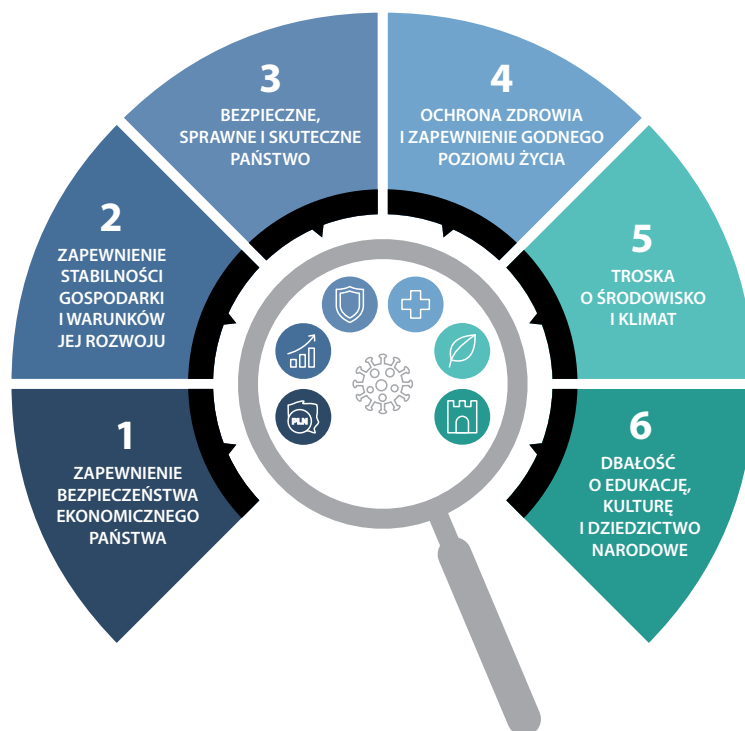 1
ZAPEWNIENIE
BEZPIECZEŃSTWA
EKONOMICZNEGO
PAŃSTWA
2
ZAPEWNIENIE
STABILNOŚCI
GOSPODARKI
I WARUNKÓW
JEJ ROZWOJU
3
BEZPIECZNE,
SPRAWNE I SKUTECZNE
PAŃSTWO
4
OCHRONA ZDROWIA
I ZAPEWNIENIE GODNEGO
POZIOMU ŻYCIA
5
TROSKA
O ŚRODOWISKO
I KLIMAT
6
DBAŁOŚĆ
O EDUKACJĘ,
KULTURĘ
I DZIEDZICTWO
NARODOWE
PLN